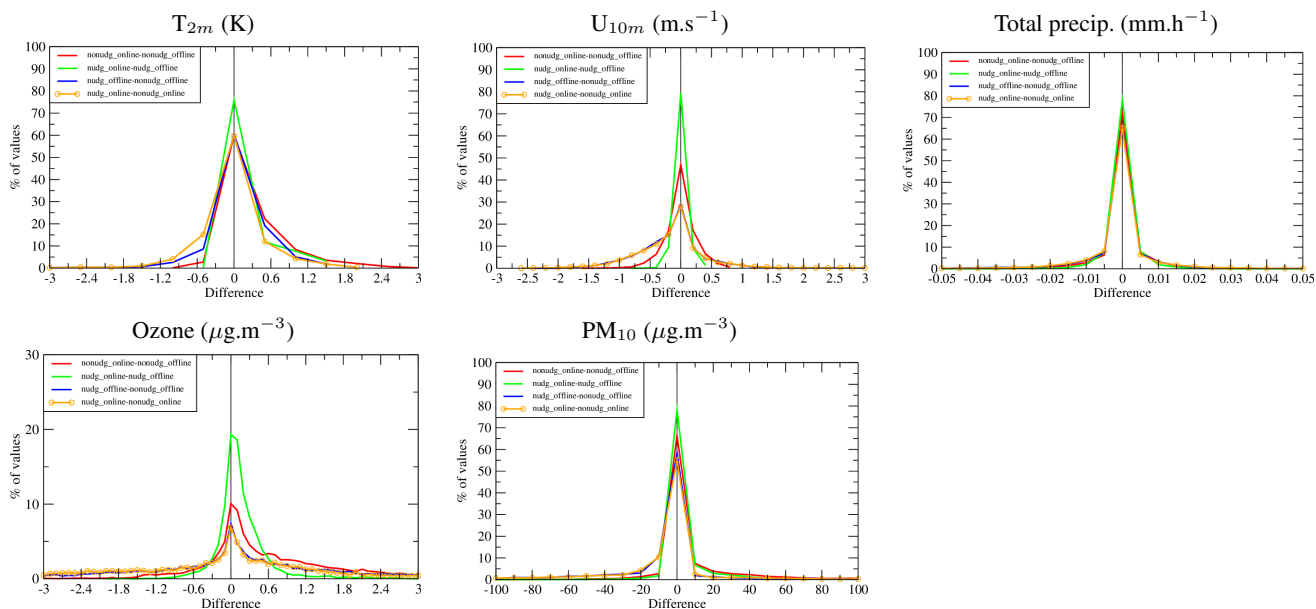 T₂ₘ (K)
U₁₀ₘ (m.s⁻¹)
Total precip. (mm.h⁻¹)
100
90
80
70
60
50
40
30
20
10
0
% of values
nonudg_online-nonudg_offline
nudg_online-nudg_offline
nudg_offline-nonudg_offline
nudg_online-nonudg_online
-3 -2.4 -1.8 -1.2 -0.6 0 0.6 1.2 1.8 2.4 3
Difference
100
90
80
70
60
50
40
30
20
10
0
% of values
nonudg_online-nonudg_offline
nudg_online-nudg_offline
nudg_offline-nonudg_offline
nudg_online-nonudg_online
-3 -2.4 -1.8 -1.2 -0.6 0 0.6 1.2 1.8 2.4 3
Difference
100
90
80
70
60
50
40
30
20
10
0
% of values
nonudg_online-nonudg_offline
nudg_online-nudg_offline
nudg_offline-nonudg_offline
nudg_online-nonudg_online
-0.05 -0.04 -0.03 -0.02 -0.01 0 0.01 0.02 0.03 0.04 0.05
Difference
Ozone (μg.m⁻³)
PM₁₀ (μg.m⁻³)
30
20
10
0
% of values
nonudg_online-nonudg_offline
nudg_online-nudg_offline
nudg_offline-nonudg_offline
nudg_online-nonudg_online
-3 -2.4 -1.8 -1.2 -0.6 0 0.6 1.2 1.8 2.4 3
Difference
100
90
80
70
60
50
40
30
20
10
0
% of values
nonudg_online-nonudg_offline
nudg_online-nudg_offline
nudg_offline-nonudg_offline
nudg_online-nonudg_online
-100 -80 -60 -40 -20 0 20 40 60 80 100
Difference